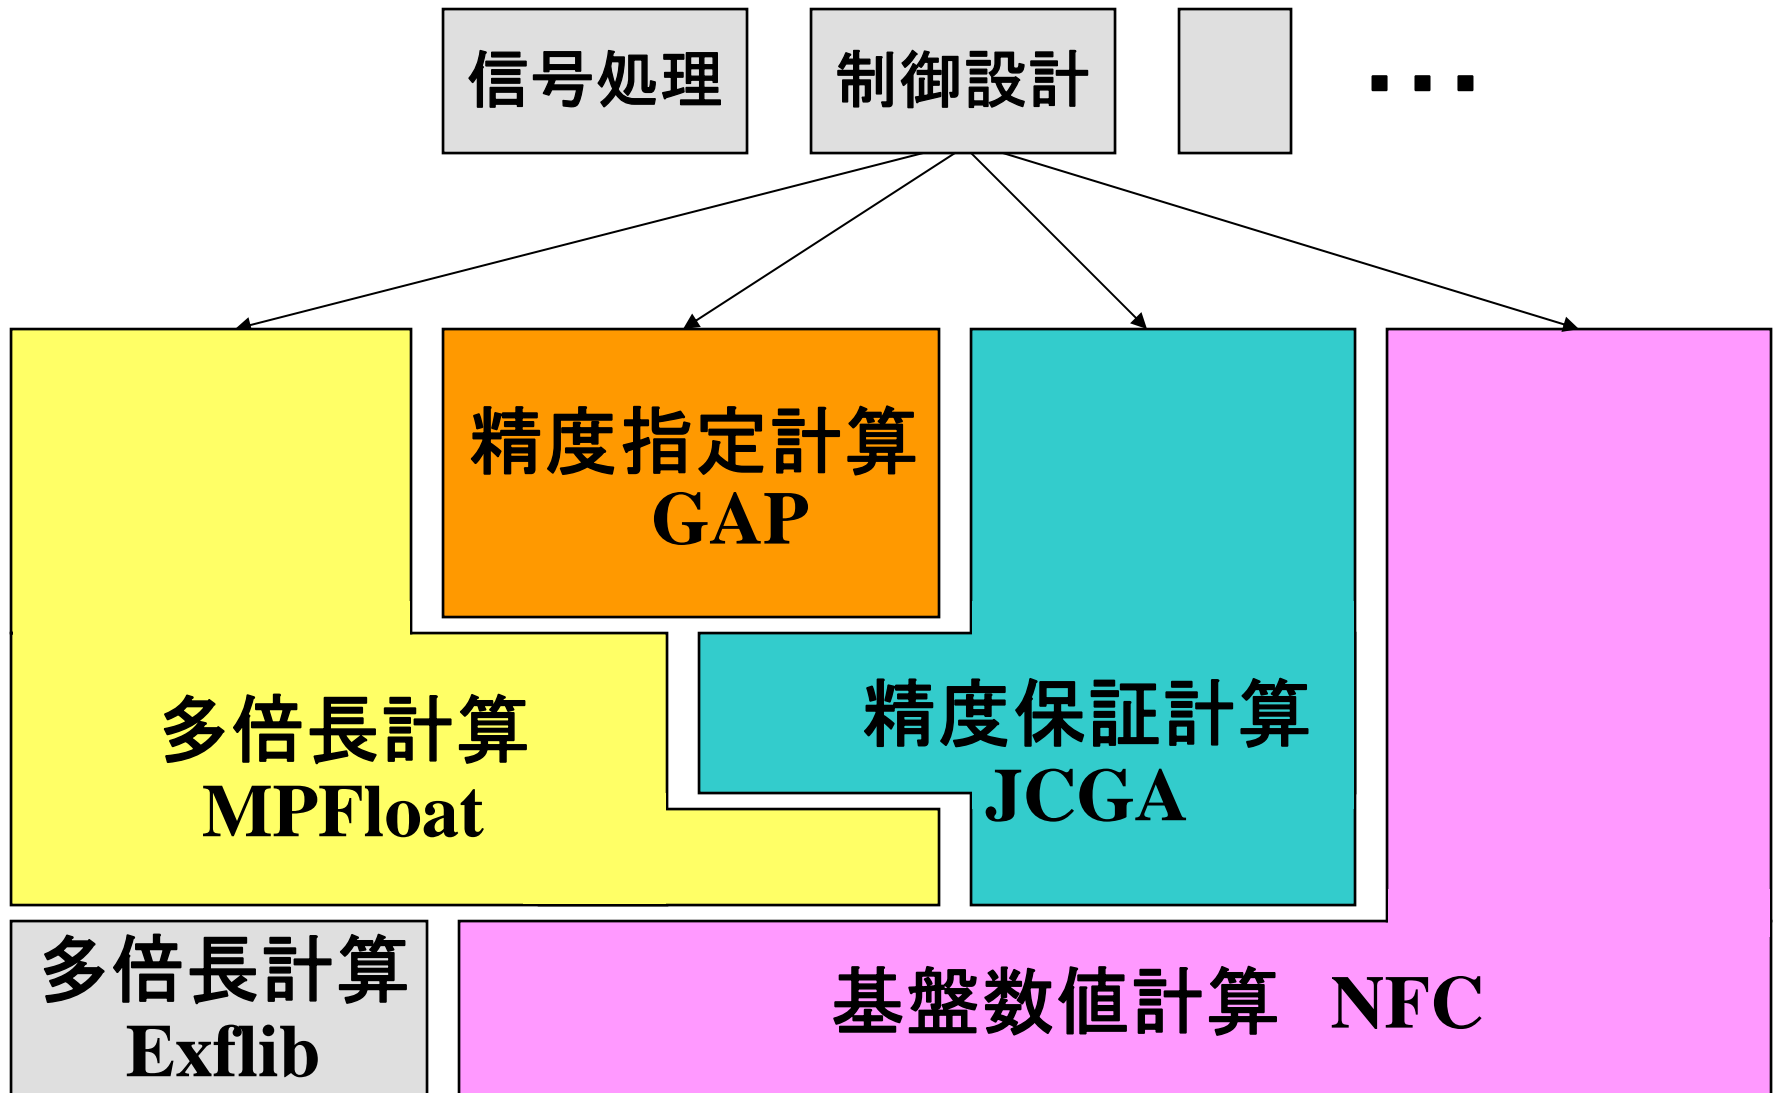 信号処理
制御設計
・・・
精度指定計算
GAP
多倍長計算
MPFloat
精度保証計算
JCGA
多倍長計算
Exflib
基盤数値計算 NFC